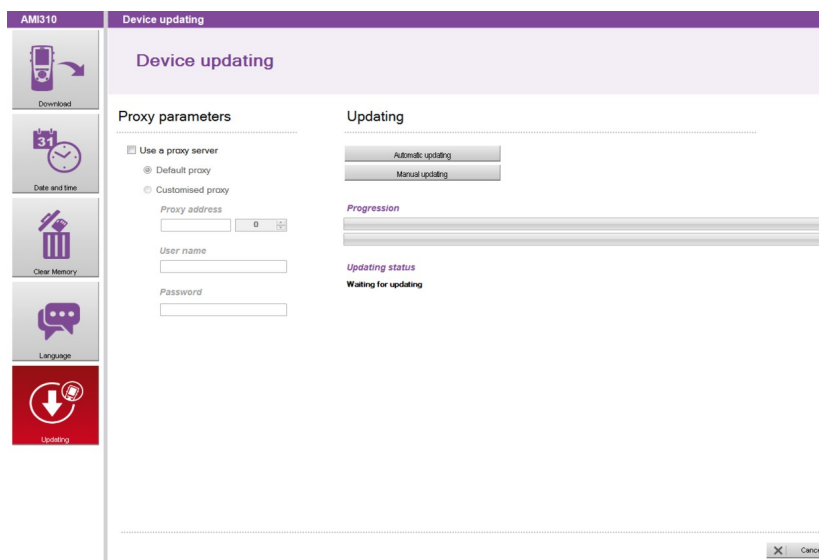 AMI310
Device updating
Device updating
Download
31
Date and time
Clear Memory
Language
Updating
Proxy parameters
Use a proxy server
Default proxy
Customised proxy
Proxy address
0
User name
Password
Updating
Automatic updating
Manual updating
Progression
Updating status
Waiting for updating